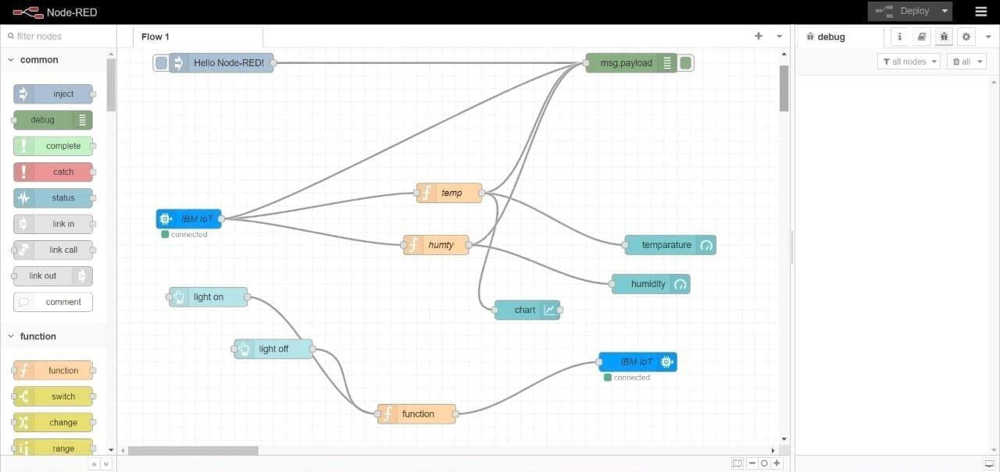 Node-RED
Deploy
filter nodes
Flow 1
debug
all nodes
all
common
inject
debug
complete
catch
status
link in
link call
link out
comment
function
function
switch
change
range
Hello Node-RED!
msg.payload
temp
IBM IoT
connected
humty
temparature
humidity
light on
chart
light off
IBM IoT
connected
function